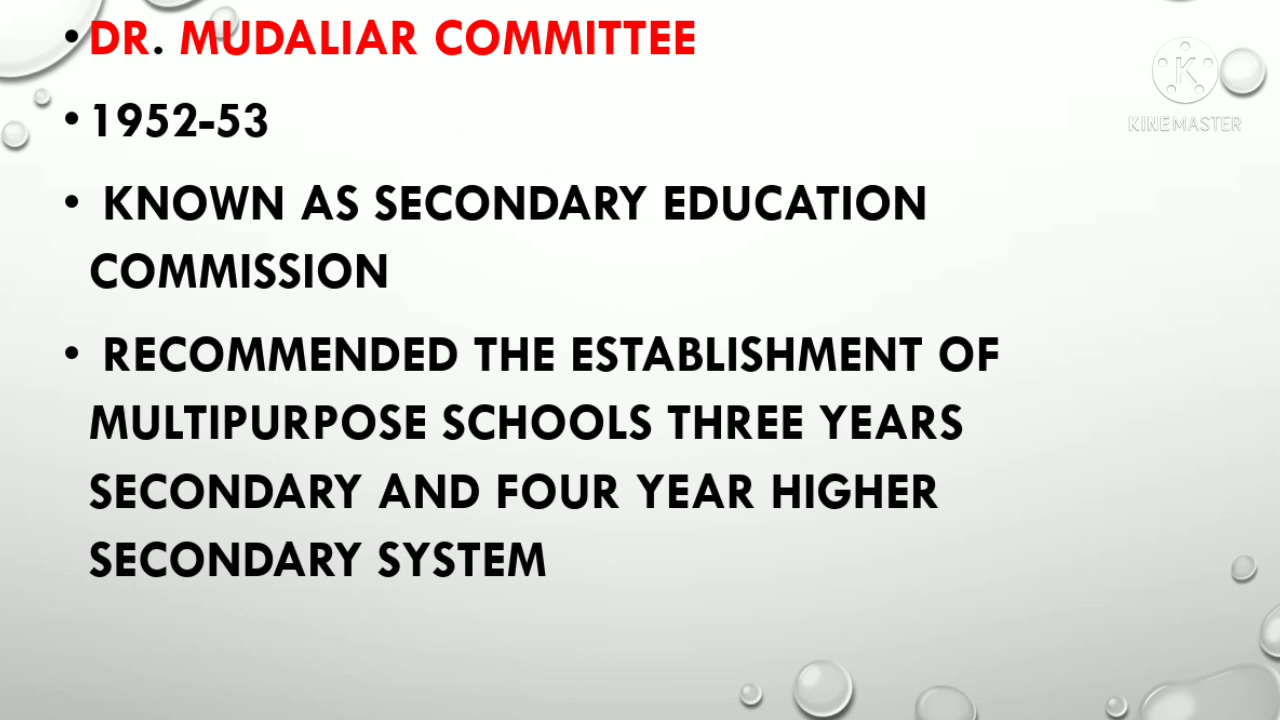 • DR. MUDALIAR COMMITTEE
• 1952-53
• KNOWN AS SECONDARY EDUCATION
COMMISSION
• RECOMMENDED THE ESTABLISHMENT OF
MULTIPURPOSE SCHOOLS THREE YEARS
SECONDARY AND FOUR YEAR HIGHER
SECONDARY SYSTEM
K
KINEMASTER